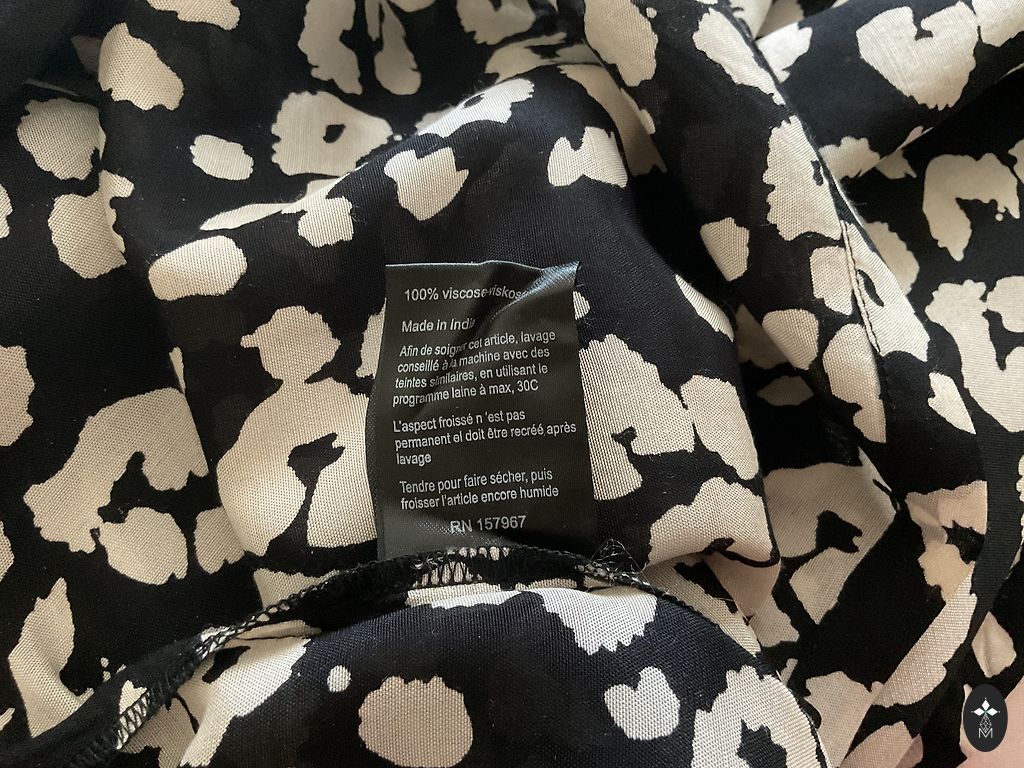 100% viscose/viskose
Made in India
Afin de soigner cet article, lavage
conseillé à la machine avec des
teintes similaires, en utilisant le
programme laine à max, 30C
L'aspect froissé n 'est pas
permanent el doit être recréé après
lavage
Tendre pour faire sécher, puis
froisser l'article encore humide
RN 157967
M